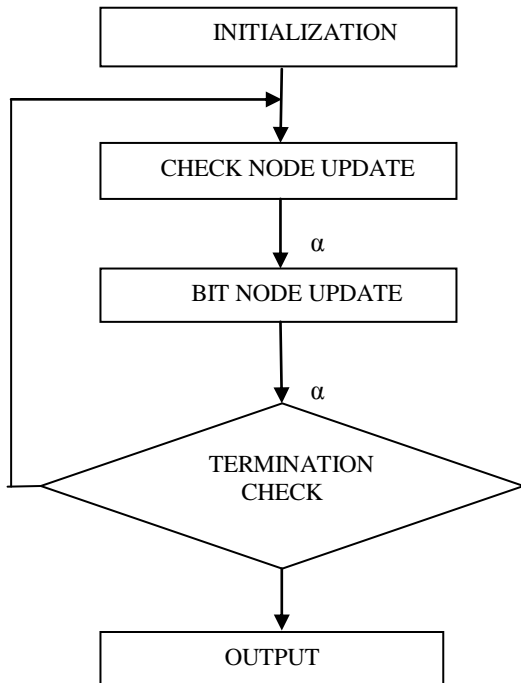 INITIALIZATION
CHECK NODE UPDATE
α
BIT NODE UPDATE
α
TERMINATION
CHECK
OUTPUT